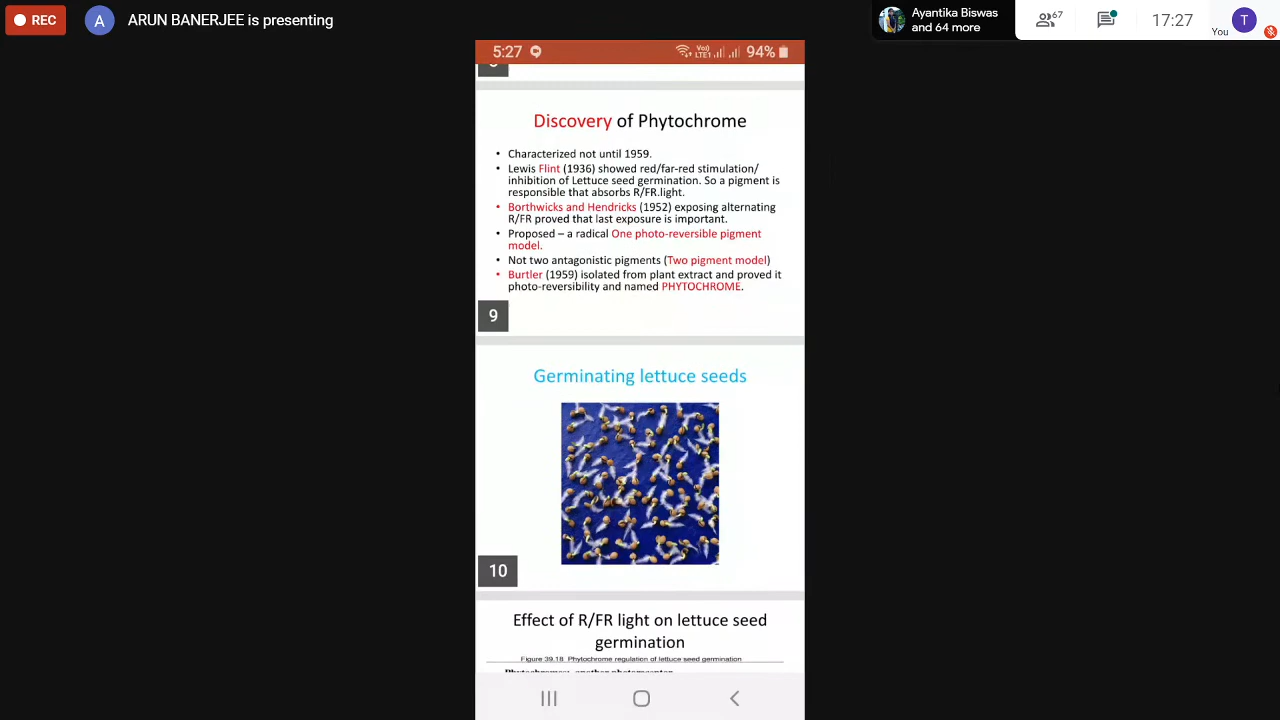 REC
A
ARUN BANERJEE is presenting
Ayantika Biswas
and 64 more
67
17:27
You
T
5:27
Vo)
LTE1
94%
Discovery of Phytochrome
• Characterized not until 1959.
• Lewis Flint (1936) showed red/far-red stimulation/
inhibition of Lettuce seed germination. So a pigment is
responsible that absorbs R/FR.light.
• Borthwicks and Hendricks (1952) exposing alternating
R/FR proved that last exposure is important.
• Proposed – a radical One photo-reversible pigment
model.
• Not two antagonistic pigments (Two pigment model)
• Burtler (1959) isolated from plant extract and proved it
photo-reversibility and named PHYTOCHROME.
9
Germinating lettuce seeds
10
Effect of R/FR light on lettuce seed
germination
Figure 39.18 Phytochrome regulation of lettuce seed germination